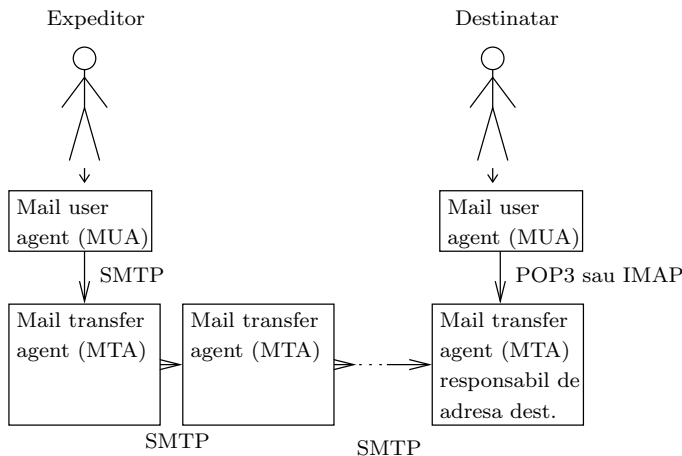 Expeditor
Destinatar
Mail user
agent (MUA)
Mail user
agent (MUA)
SMTP
POP3 sau IMAP
Mail transfer
agent (MTA)
Mail transfer
agent (MTA)
Mail transfer
agent (MTA)
responsabil de
adresa dest.
SMTP
SMTP